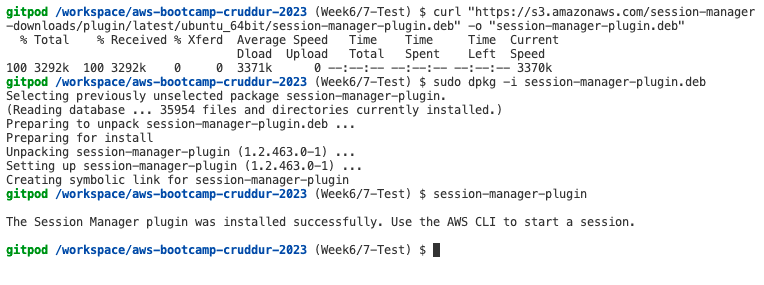 gitpod /workspace/aws-bootcamp-cruddur-2023 (Week6/7-Test) $ curl "https://s3.amazonaws.com/session-manager
-downloads/plugin/latest/ubuntu_64bit/session-manager-plugin.deb" -o "session-manager-plugin.deb"
  % Total    % Received % Xferd  Average Speed   Time    Time     Time  Current
                                 Dload  Upload   Total   Spent    Left  Speed
100 3292k  100 3292k    0     0  3371k      0 --:--:-- --:--:-- --:--:-- 3370k
gitpod /workspace/aws-bootcamp-cruddur-2023 (Week6/7-Test) $ sudo dpkg -i session-manager-plugin.deb
Selecting previously unselected package session-manager-plugin.
(Reading database ... 35954 files and directories currently installed.)
Preparing to unpack session-manager-plugin.deb ...
Preparing for install
Unpacking session-manager-plugin (1.2.463.0-1) ...
Setting up session-manager-plugin (1.2.463.0-1) ...
Creating symbolic link for session-manager-plugin
gitpod /workspace/aws-bootcamp-cruddur-2023 (Week6/7-Test) $ session-manager-plugin
The Session Manager plugin was installed successfully. Use the AWS CLI to start a session.
gitpod /workspace/aws-bootcamp-cruddur-2023 (Week6/7-Test) $